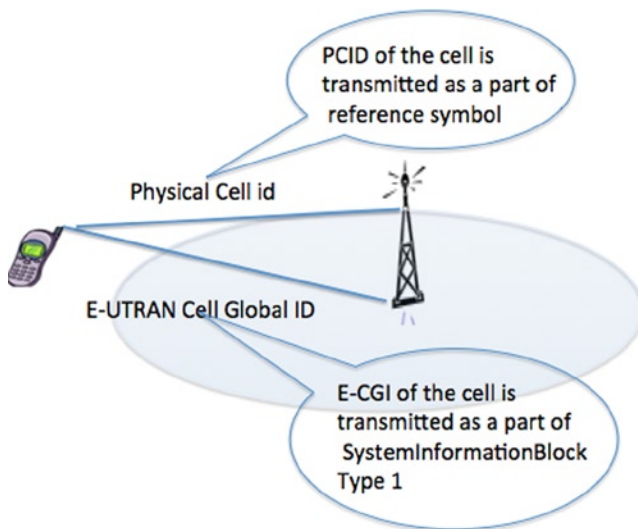 PCID of the cell is
transmitted as a part of
reference symbol
Physical Cell id
E-UTRAN Cell Global ID
E-CGI of the cell is
transmitted as a part of
SystemInformationBlock
Type 1